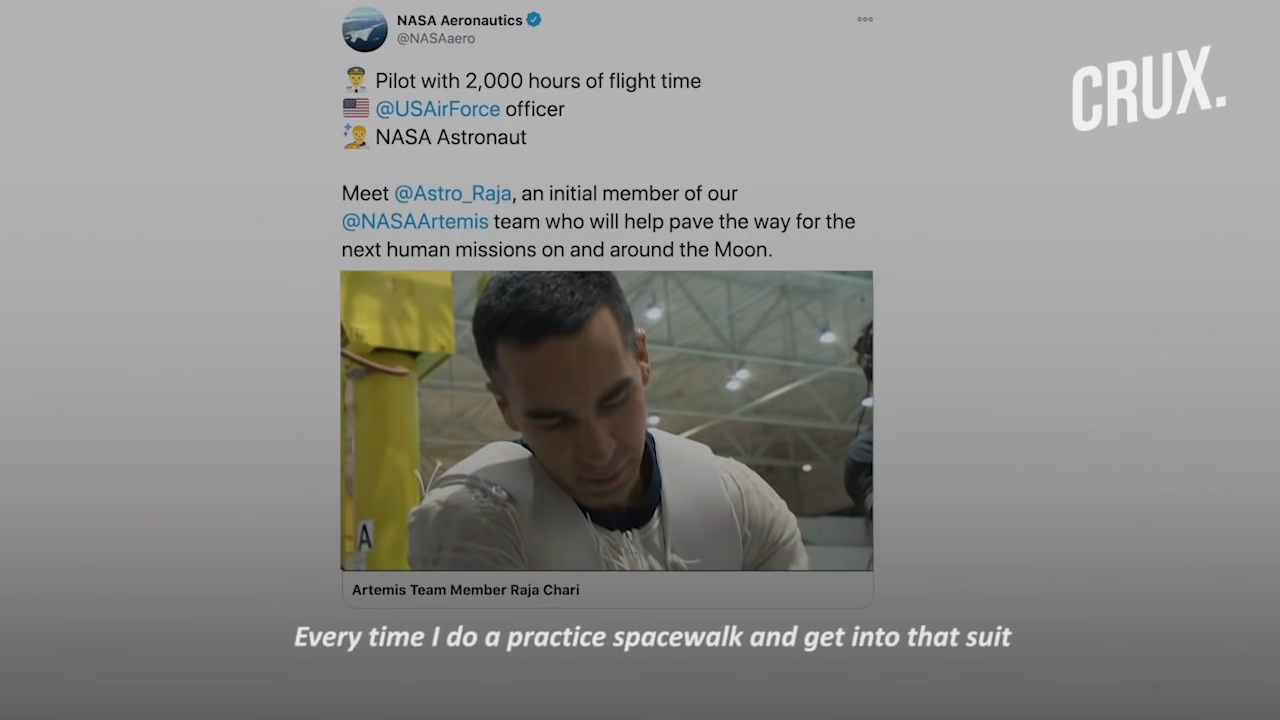 NASA Aeronautics
@NASAaero
CRUX.
Pilot with 2,000 hours of flight time
@USAirForce officer
NASA Astronaut
Meet @Astro_Raja, an initial member of our
@NASAArtemis team who will help pave the way for the
next human missions on and around the Moon.
A
Artemis Team Member Raja Chari
Every time I do a practice spacewalk and get into that suit